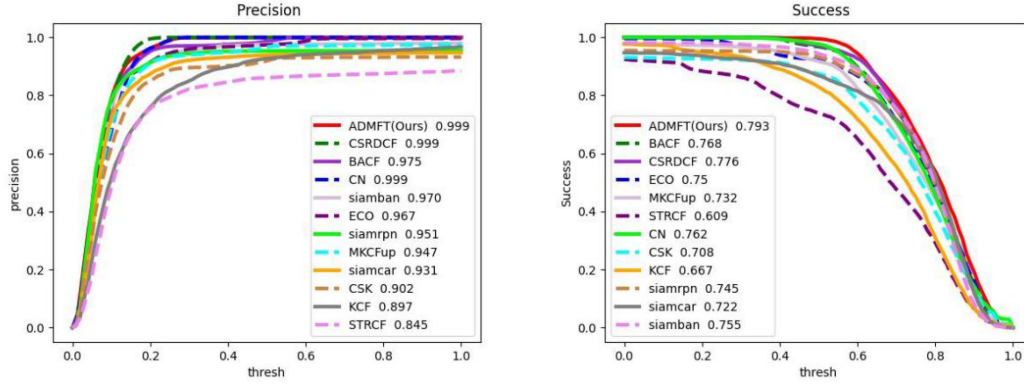 Precision
1.0
0.8
0.6
0.4
0.2
0.0
precision
ADMFT(Ours) 0.999
CSRDCF 0.999
BACF 0.975
CN 0.999
siamban 0.970
ECO 0.967
siamrpn 0.951
MKCFup 0.947
siamcar 0.931
CSK 0.902
KCF 0.897
STRCF 0.845
0.0 0.2 0.4 0.6 0.8 1.0
thresh
Success
1.0
0.8
0.6
0.4
0.2
0.0
Success
ADMFT(Ours) 0.793
BACF 0.768
CSRDCF 0.776
ECO 0.75
MKCFup 0.732
STRCF 0.609
CN 0.762
CSK 0.708
KCF 0.667
siamrpn 0.745
siamcar 0.722
siamban 0.755
0.0 0.2 0.4 0.6 0.8 1.0
thresh